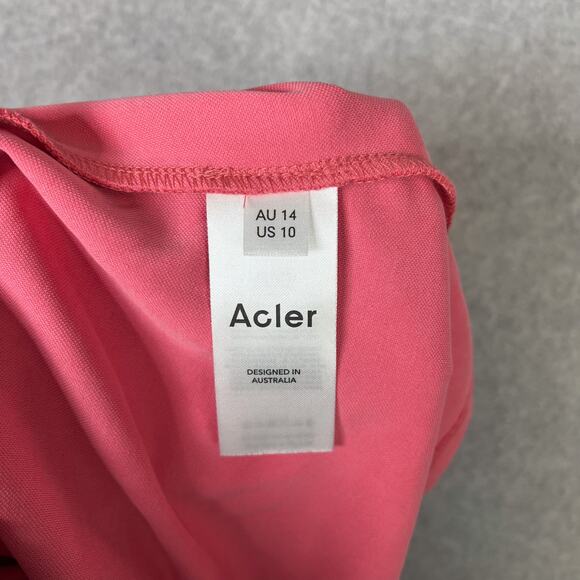 AU 14
US 10
Acler
DESIGNED IN
AUSTRALIA